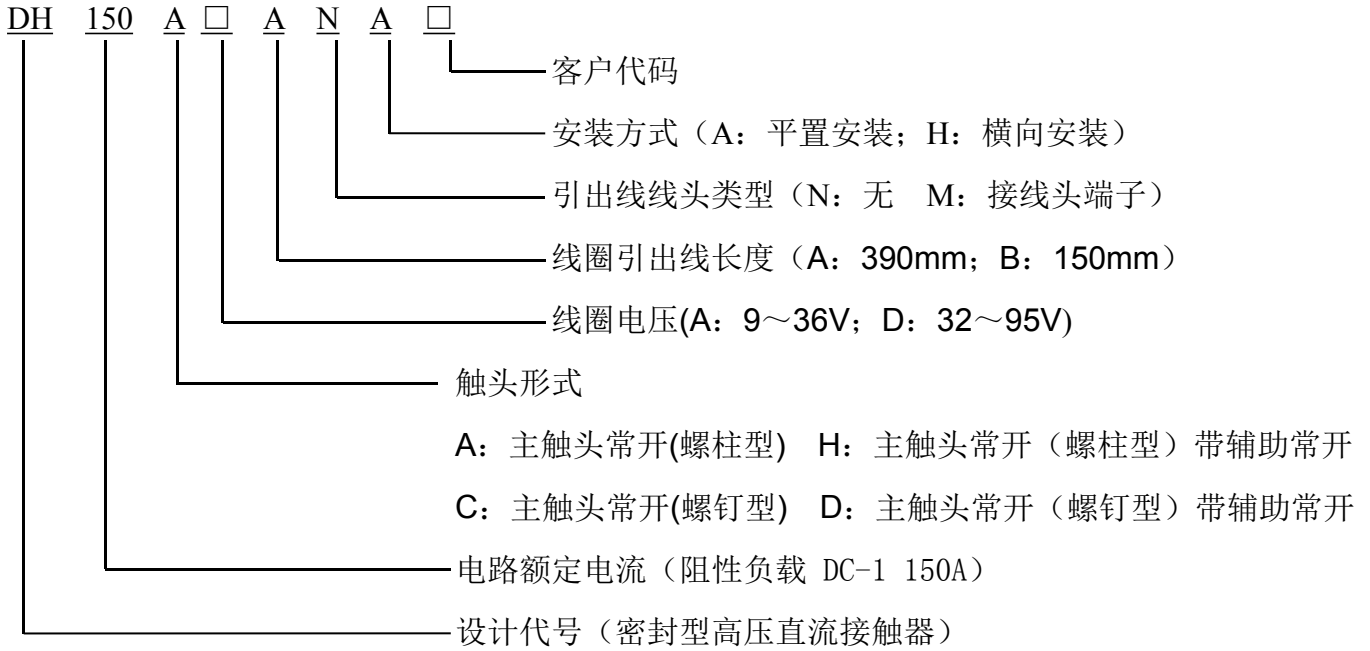 DH 150 A □ A N A □
客户代码
安装方式（A：平置安装；H：横向安装）
引出线线头类型（N：无 M：接线头端子）
线圈引出线长度（A：390mm；B：150mm）
线圈电压(A：9～36V；D：32～95V)
触头形式
A：主触头常开(螺柱型) H：主触头常开（螺柱型）带辅助常开
C：主触头常开(螺钉型) D：主触头常开（螺钉型）带辅助常开
电路额定电流（阻性负载 DC-1 150A）
设计代号（密封型高压直流接触器）